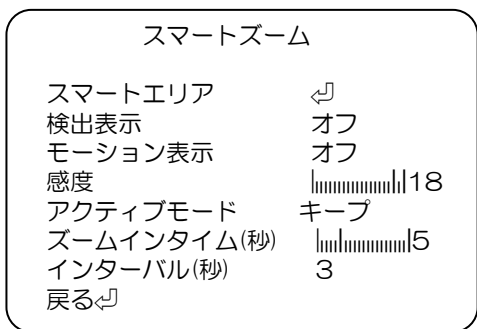 スマートズーム
スマートエリア ⏎
検出表示 オフ
モーション表示 オフ
感度 18
アクティブモード キープ
ズームインタイム(秒) 5
インターバル(秒) 3
戻る⏎